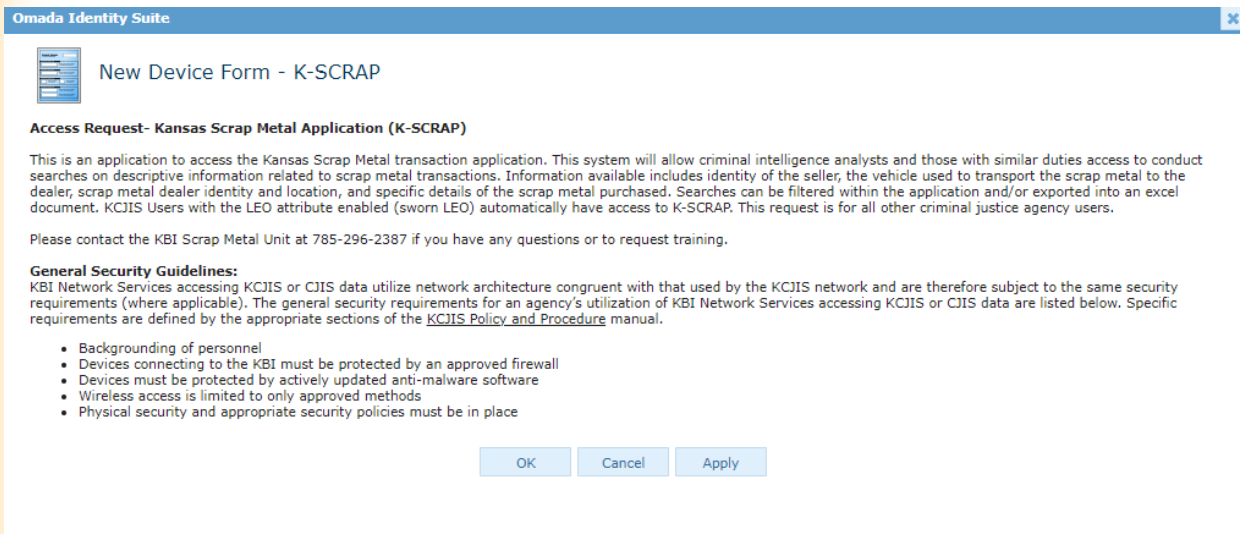 Omada Identity Suite
New Device Form - K-SCRAP
Access Request- Kansas Scrap Metal Application (K-SCRAP)
This is an application to access the Kansas Scrap Metal transaction application. This system will allow criminal intelligence analysts and those with similar duties access to conduct
searches on descriptive information related to scrap metal transactions. Information available includes identity of the seller, the vehicle used to transport the scrap metal to the
dealer, scrap metal dealer identity and location, and specific details of the scrap metal purchased. Searches can be filtered within the application and/or exported into an excel
document. KCJIS Users with the LEO attribute enabled (sworn LEO) automatically have access to K-SCRAP. This request is for all other criminal justice agency users.
Please contact the KBI Scrap Metal Unit at 785-296-2387 if you have any questions or to request training.
General Security Guidelines:
KBI Network Services accessing KCJIS or CJIS data utilize network architecture congruent with that used by the KCJIS network and are therefore subject to the same security
requirements (where applicable). The general security requirements for an agency's utilization of KBI Network Services accessing KCJIS or CJIS data are listed below. Specific
requirements are defined by the appropriate sections of the KCJIS Policy and Procedure manual.
• Backgrounding of personnel
• Devices connecting to the KBI must be protected by an approved firewall
• Devices must be protected by actively updated anti-malware software
• Wireless access is limited to only approved methods
• Physical security and appropriate security policies must be in place
OK Cancel Apply